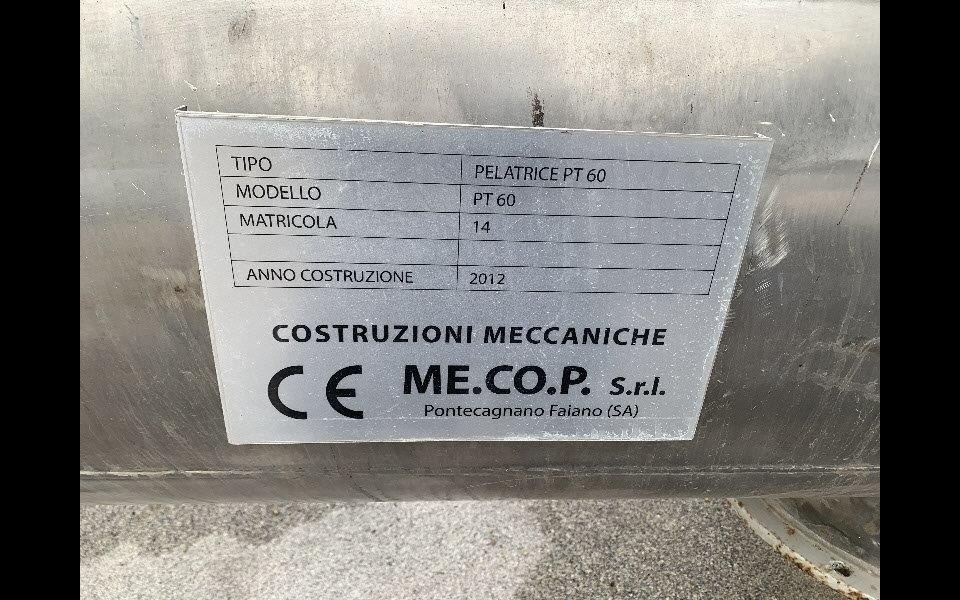 TIPO PELATRICE PT 60
MODELLO PT 60
MATRICOLA 14
ANNO COSTRUZIONE 2012
COSTRUZIONI MECCANICHE
CE ME.CO.P. S.r.l.
Pontecagnano Faiano (SA)